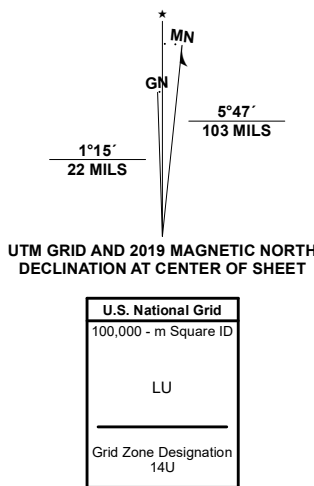 ★
MN
GN
5°47´
103 MILS
1°15´
22 MILS
UTM GRID AND 2019 MAGNETIC NORTH
DECLINATION AT CENTER OF SHEET
U.S. National Grid
100,000 - m Square ID
LU
Grid Zone Designation
14U